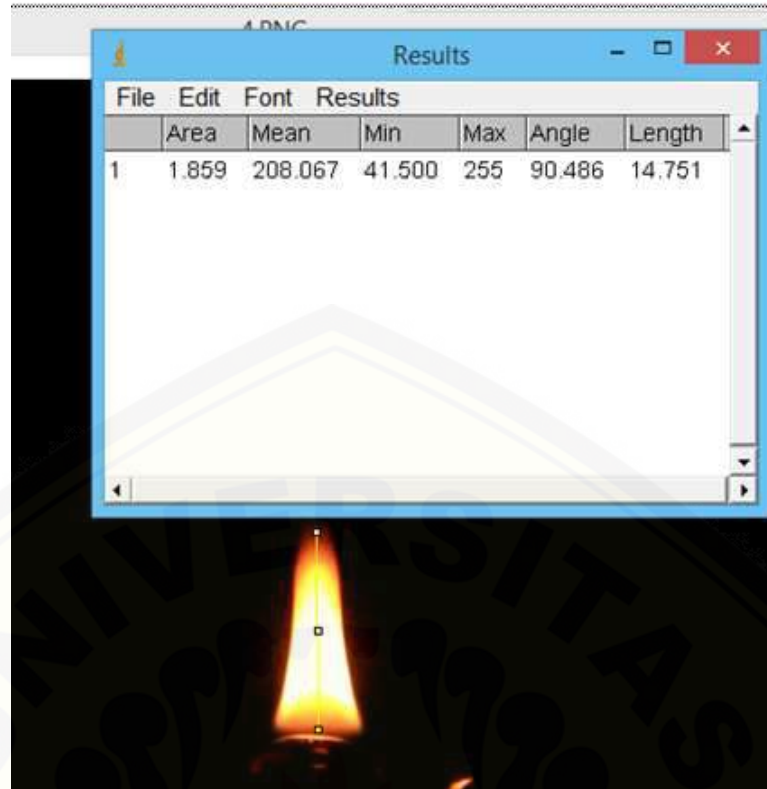 4.PNG
Results
File Edit Font Results
Area Mean Min Max Angle Length
1 1.859 208.067 41.500 255 90.486 14.751
UNIVERSITAS